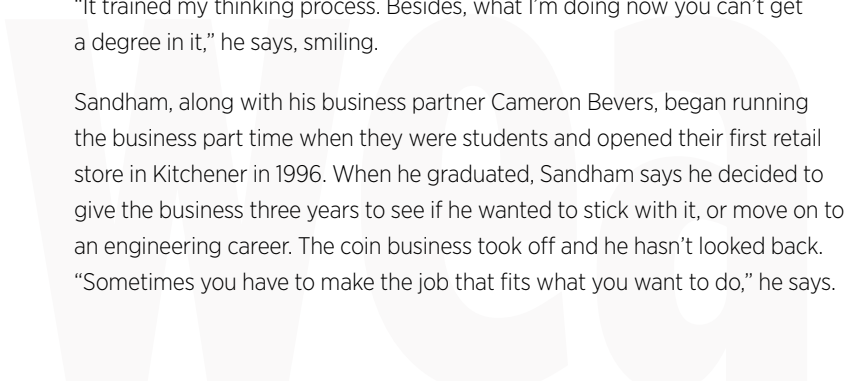 “It trained my thinking process. Besides, what I’m doing now you can’t get
a degree in it,” he says, smiling.
Sandham, along with his business partner Cameron Bevers, began running
the business part time when they were students and opened their first retail
store in Kitchener in 1996. When he graduated, Sandham says he decided to
give the business three years to see if he wanted to stick with it, or move on to
an engineering career. The coin business took off and he hasn’t looked back.
“Sometimes you have to make the job that fits what you want to do,” he says.
wea